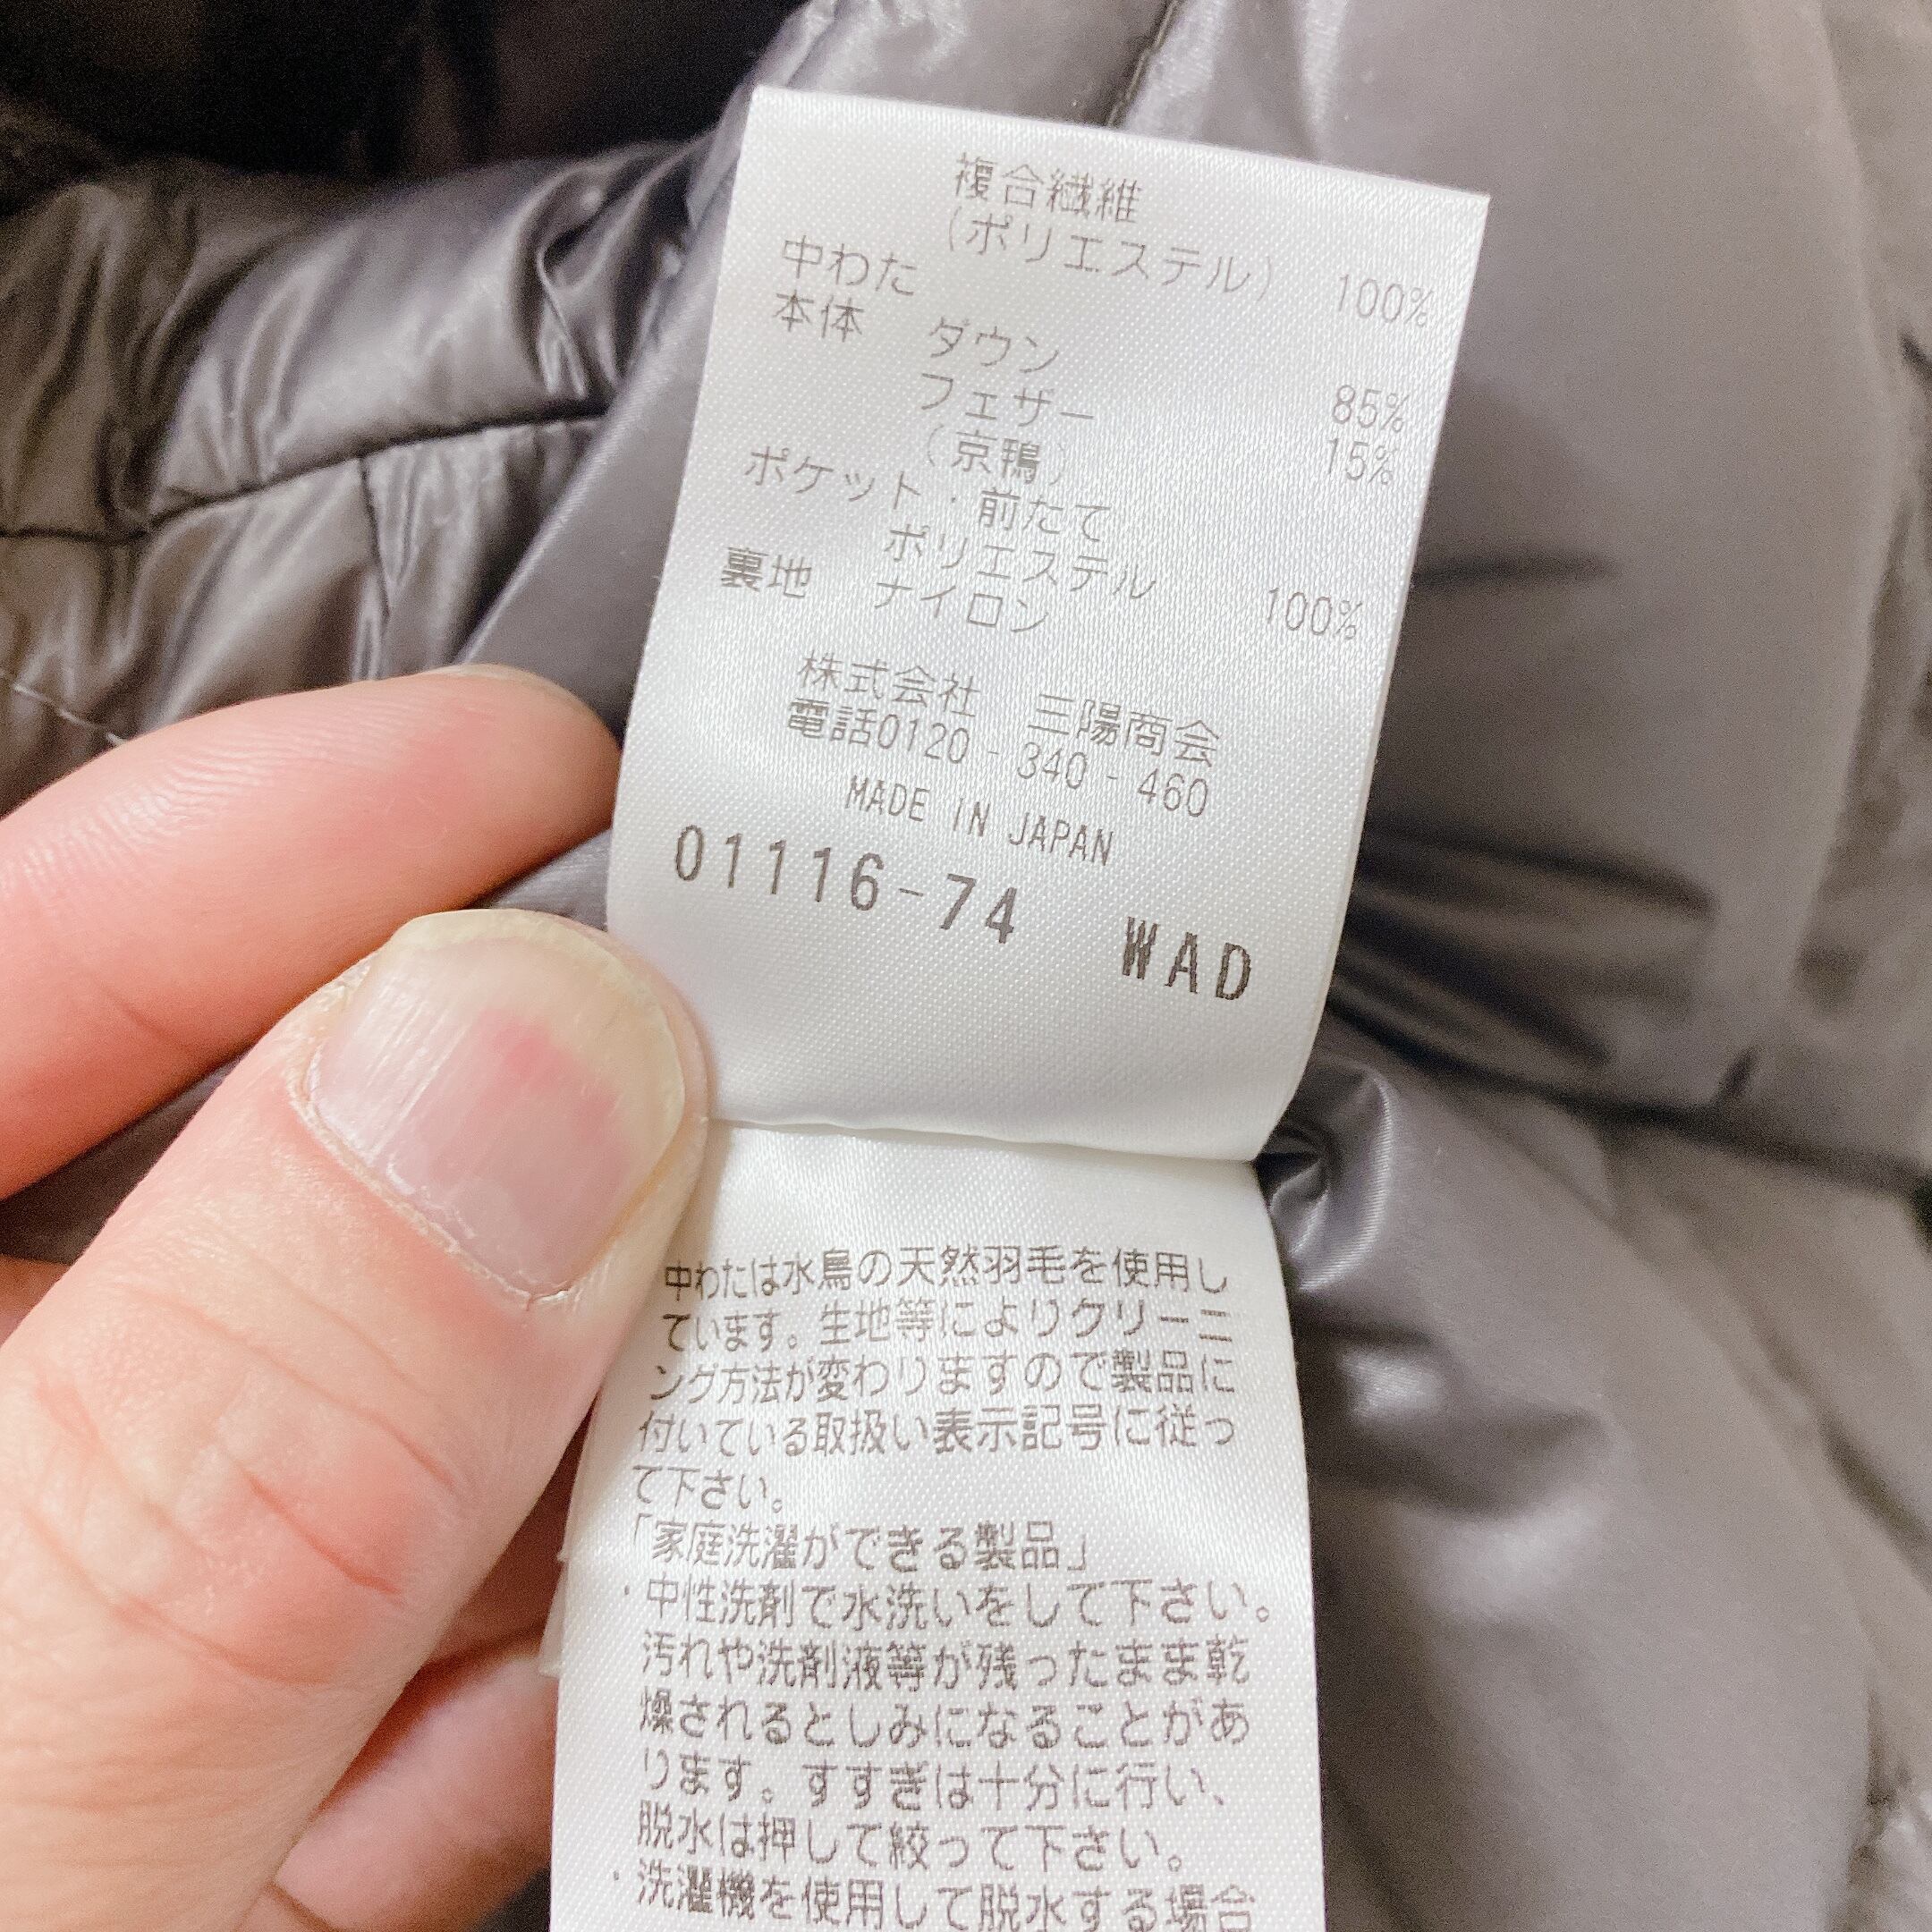 複合繊維
(ポリエステル) 100%
中わた
本体 ダウン 85%
フェザー 15%
(京鴨)
ポケット・前たて
ポリエステル 100%
裏地 ナイロン
株式会社 三陽商会
電話0120-340-460
MADE IN JAPAN
01116-74 WAD
中わたは水鳥の天然羽毛を使用し
ています。生地等によりクリーニ
ング方法が変わりますので製品に
付いている取扱い表示記号に従っ
て下さい。
「家庭洗濯ができる製品」
・中性洗剤で水洗いをして下さい。
汚れや洗剤液等が残ったまま乾
燥されるとしみになることがあ
ります。すすぎは十分に行い、
脱水は押して絞って下さい。
・洗濯機を使用して脱水する場合